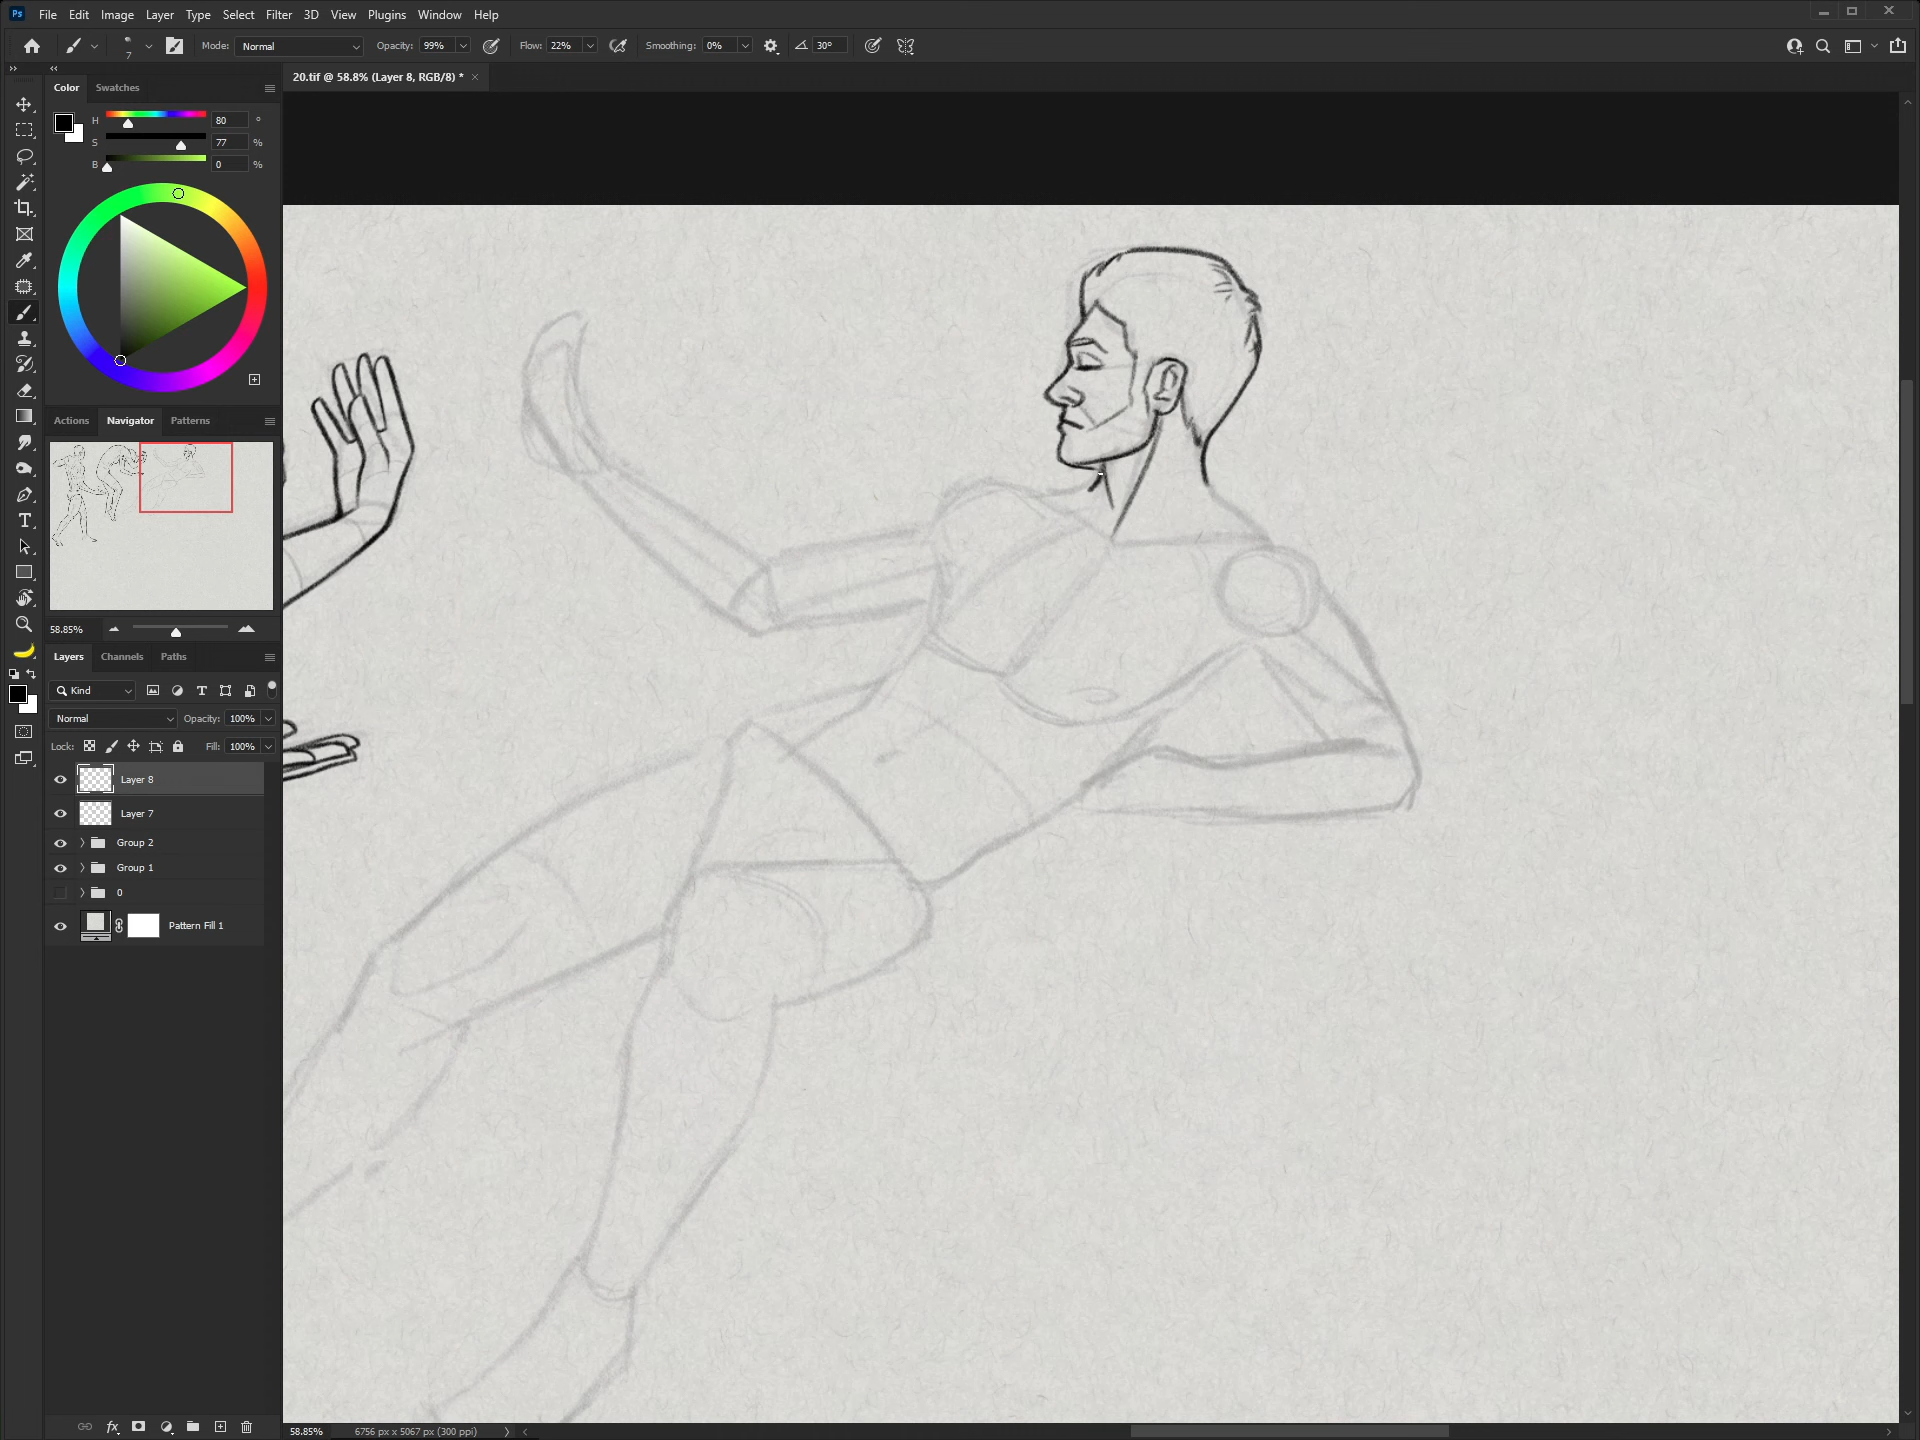 Ps File Edit Image Layer Type Select Filter 3D View Plugins Window Help
7 Mode: Normal Opacity: 99% Flow: 22% Smoothing: 0% 30°
20.tif @ 58.8% (Layer 8, RGB/8) *
Color Swatches
H 80 °
S 77 %
B 0 %
Actions Navigator Patterns
58.85%
Layers Channels Paths
Kind
Normal Opacity: 100%
Lock: Fill: 100%
Layer 8
Layer 7
Group 2
Group 1
0
Pattern Fill 1
fx
58.85% 6756 px x 5067 px (300 ppi)